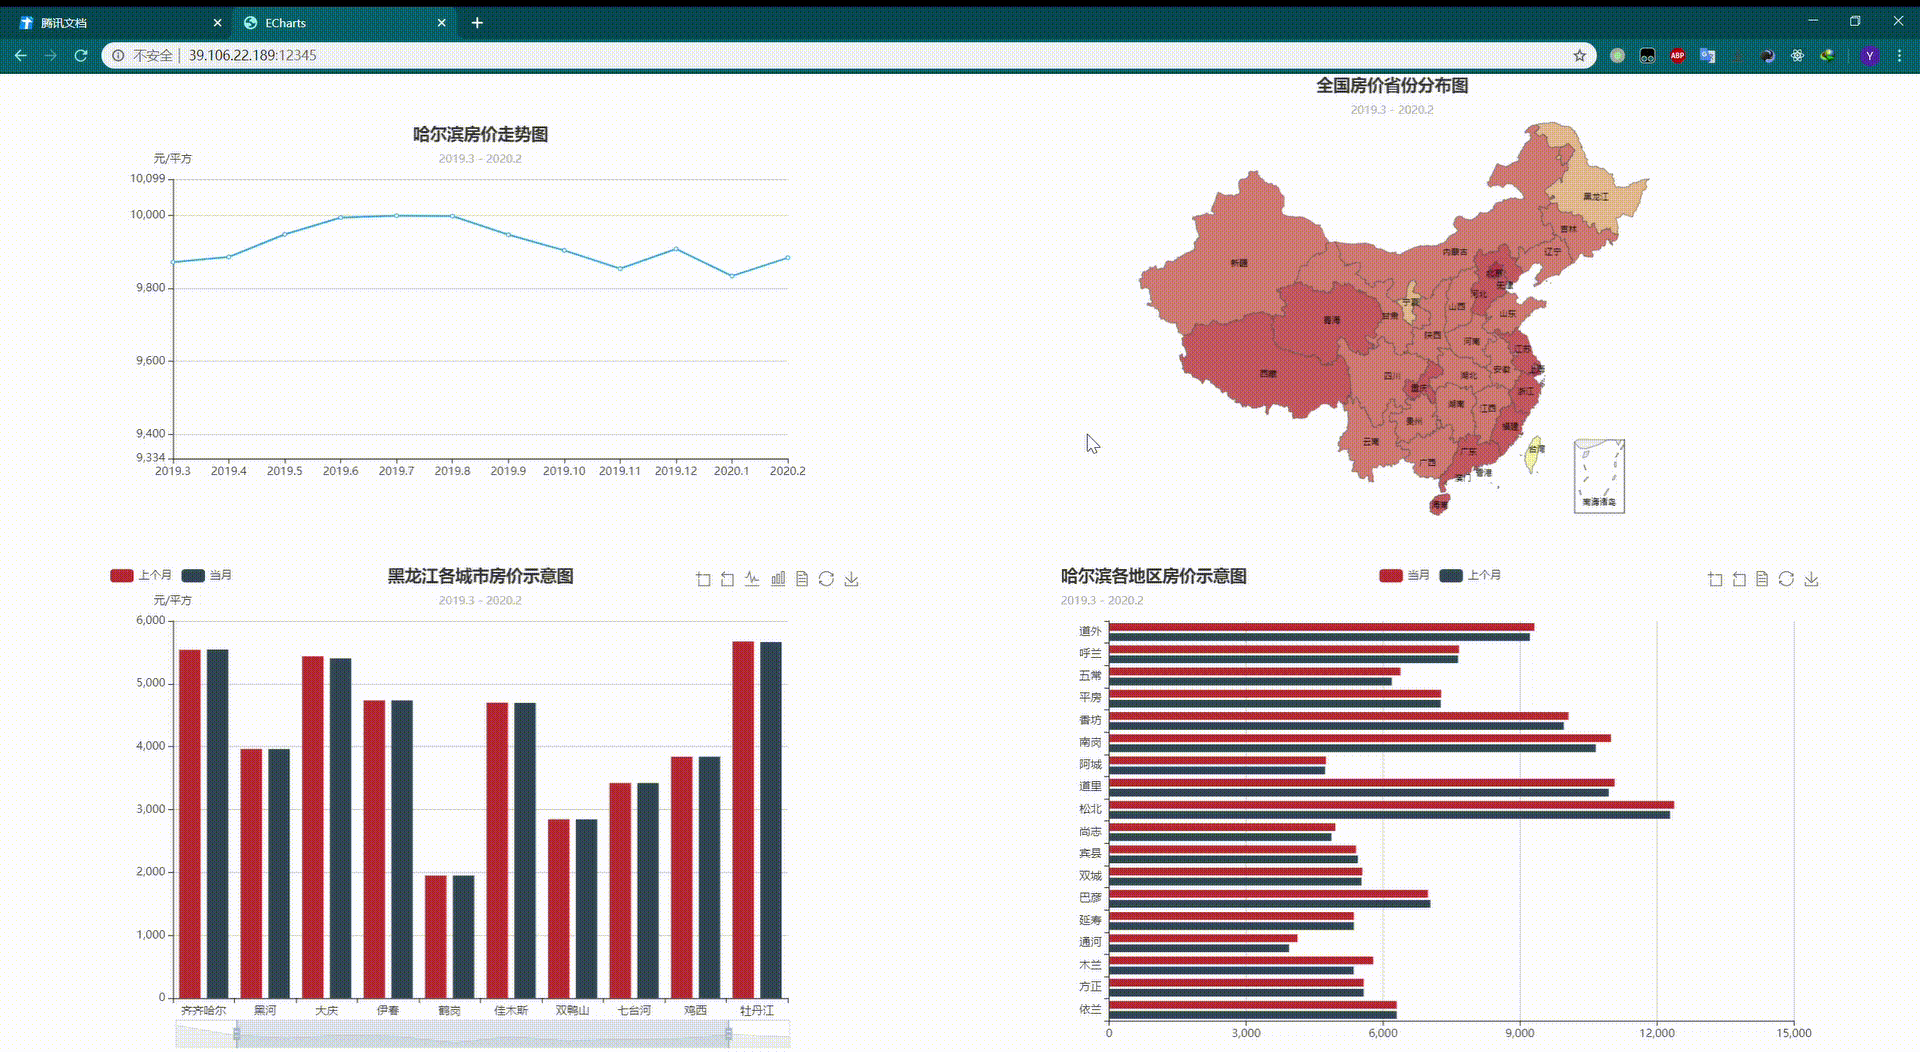 腾讯文档
ECharts
不安全 | 39.106.22.189:12345
ABP
Y
哈尔滨房价走势图
2019.3 - 2020.2
元/平方
10,099
10,000
9,800
9,600
9,400
9,334
2019.3 2019.4 2019.5 2019.6 2019.7 2019.8 2019.9 2019.10 2019.11 2019.12 2020.1 2020.2
全国房价省份分布图
2019.3 - 2020.2
黑龙江
吉林
辽宁
内蒙古
新疆
北京
天津
河北
宁夏
山西
山东
甘肃
青海
陕西
河南
江苏
西藏
四川
湖北
安徽
上海
重庆
浙江
湖南
江西
贵州
福建
云南
广东
台湾
广西
香港
澳门
海南
南海诸岛
上个月 当月
黑龙江各城市房价示意图
2019.3 - 2020.2
元/平方
6,000
5,000
4,000
3,000
2,000
1,000
0
齐齐哈尔 黑河 大庆 伊春 鹤岗 佳木斯 双鸭山 七台河 鸡西 牡丹江
哈尔滨各地区房价示意图
2019.3 - 2020.2
当月 上个月
道外
呼兰
五常
平房
香坊
南岗
阿城
道里
松北
尚志
宾县
双城
巴彦
延寿
通河
木兰
方正
依兰
0 3,000 6,000 9,000 12,000 15,000